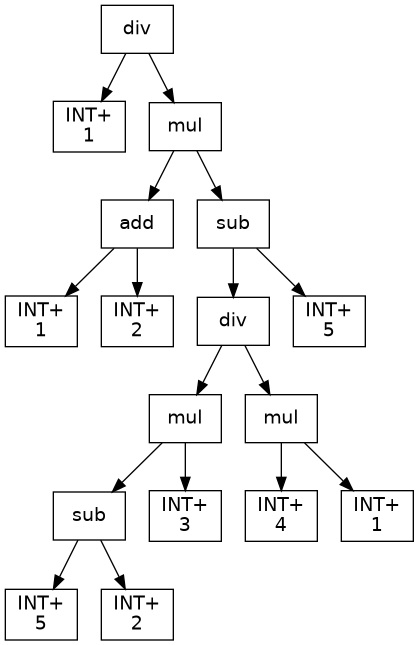 div
INT+
1
mul
add
sub
INT+
1
INT+
2
div
INT+
5
mul
mul
sub
INT+
3
INT+
4
INT+
1
INT+
5
INT+
2